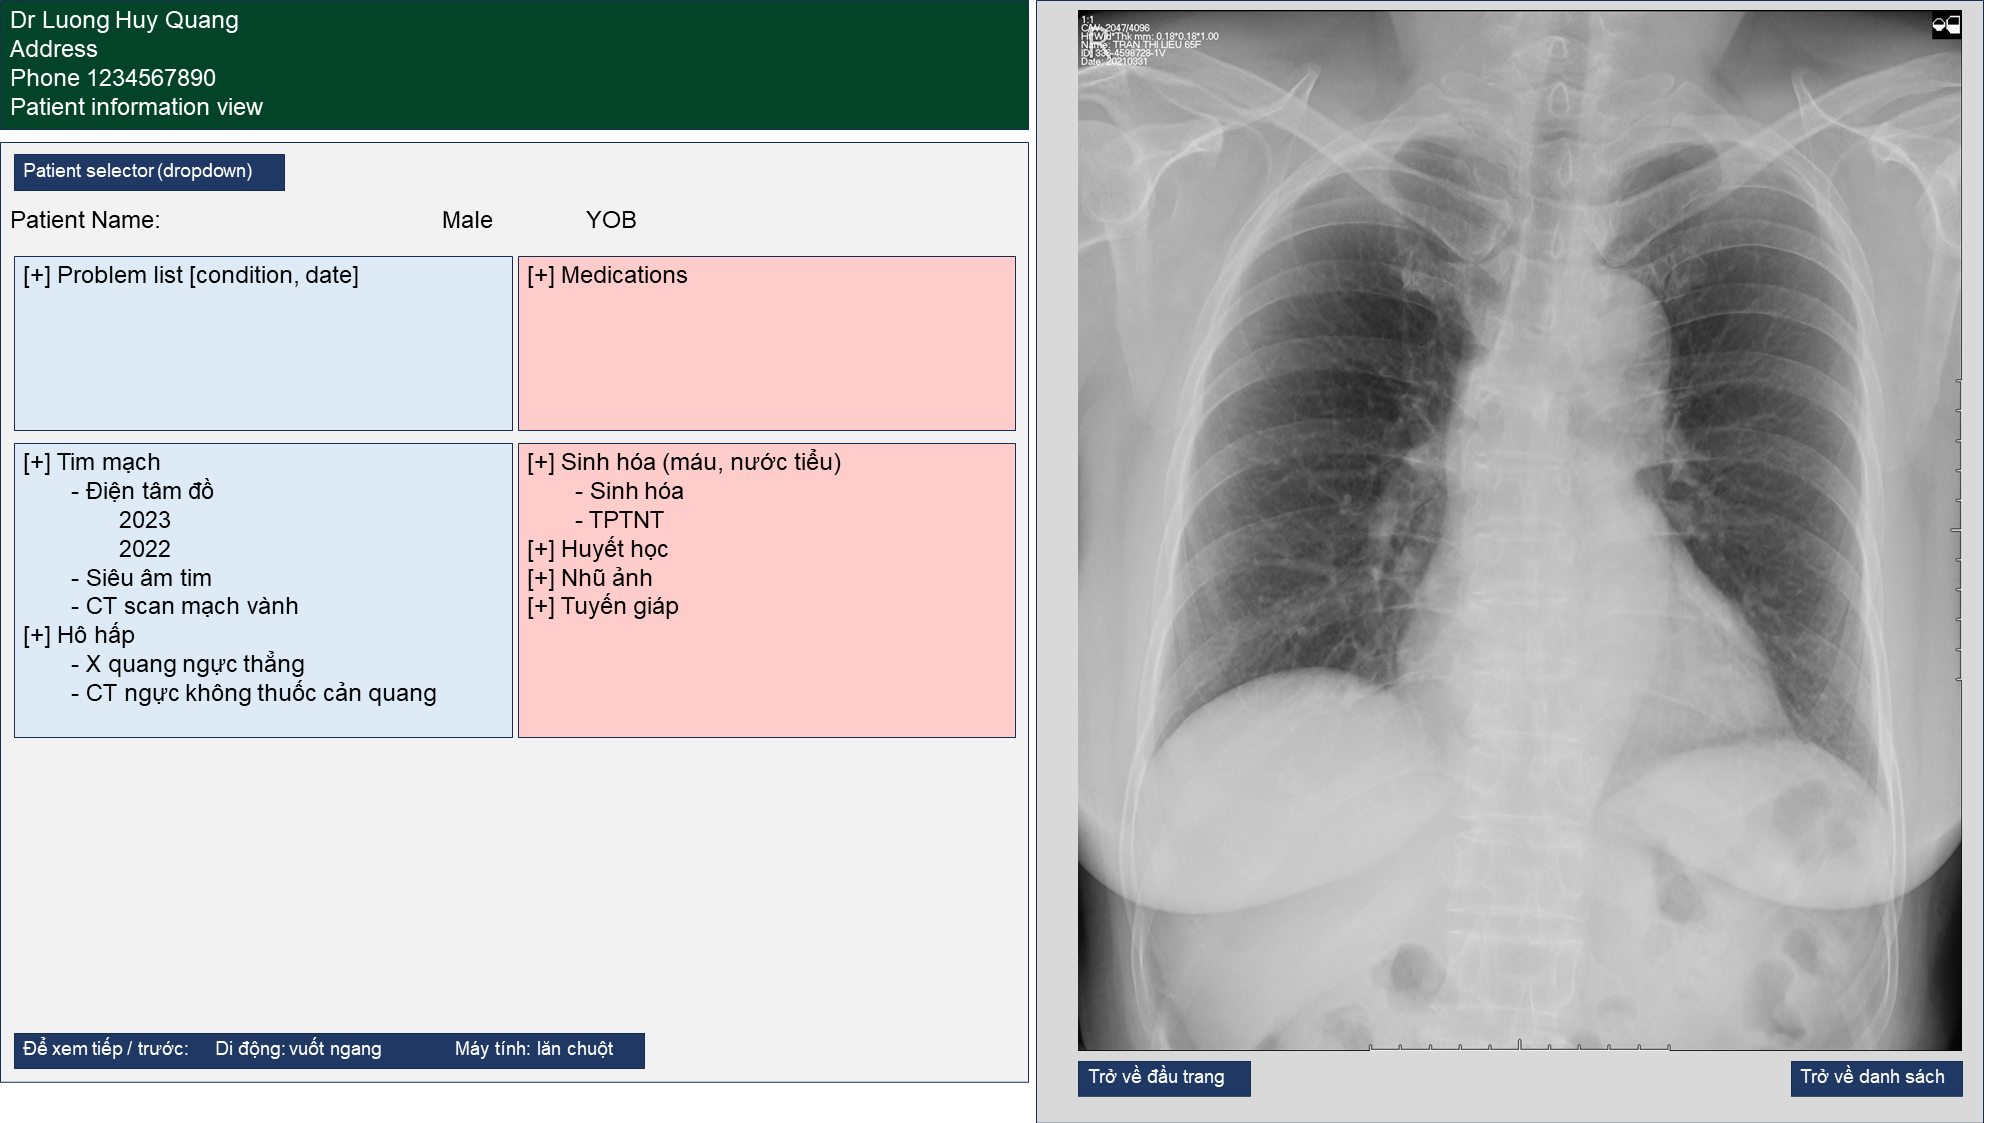 Dr Luong Huy Quang
Address
Phone 1234567890
Patient information view
Patient selector (dropdown)
Patient Name: Male YOB
[+] Problem list [condition, date]
[+] Medications
[+] Tim mạch
- Điện tâm đồ
2023
2022
- Siêu âm tim
- CT scan mạch vành
[+] Hô hấp
- X quang ngực thẳng
- CT ngực không thuốc cản quang
[+] Sinh hóa (máu, nước tiểu)
- Sinh hóa
- TPTNT
[+] Huyết học
[+] Nhũ ảnh
[+] Tuyến giáp
Để xem tiếp / trước: Di động: vuốt ngang Máy tính: lăn chuột
1:1
C/W: 2047/4096
Ht*Wd*Thk mm: 0.18*0.18*1.00
Name: TRAN THI LIEU 65F
ID: 336-4598728-1V
Date: 20210331
Trở về đầu trang
Trở về danh sách